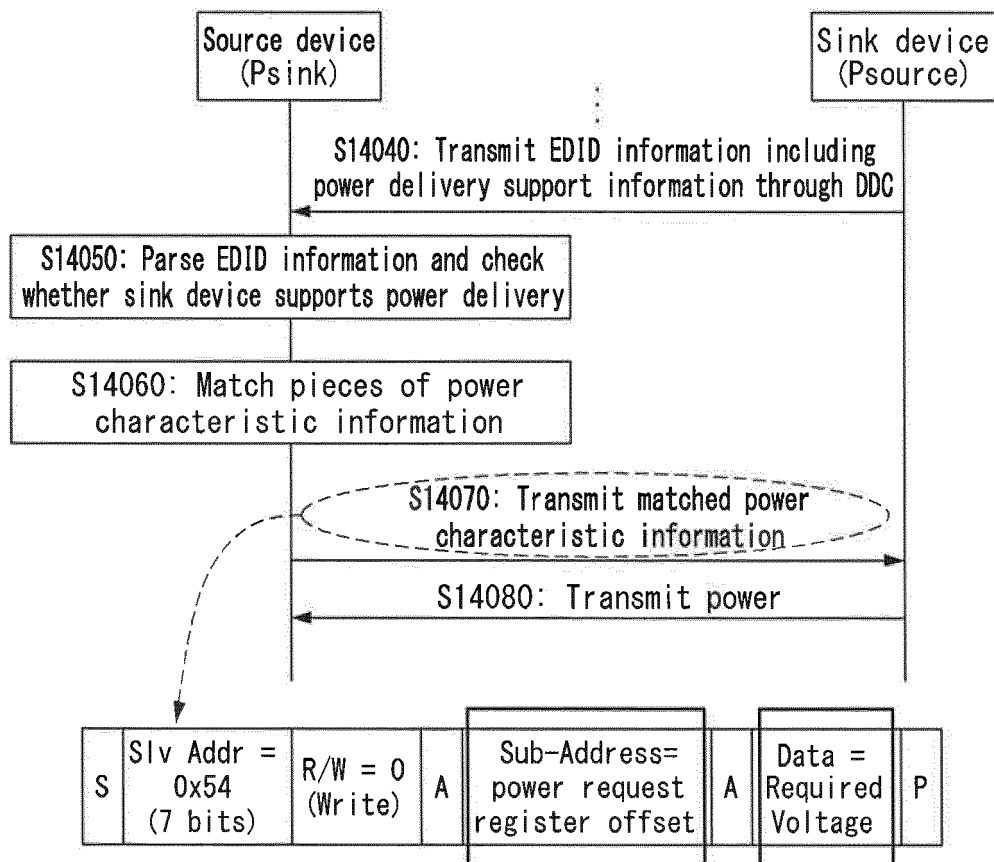 Source device
(Psink)
Sink device
(Psource)
S14040: Transmit EDID information including
power delivery support information through DDC
S14050: Parse EDID information and check
whether sink device supports power delivery
S14060: Match pieces of power
characteristic information
S14070: Transmit matched power
characteristic information
S14080: Transmit power
S
Slv Addr =
0x54
(7 bits)
R/W = 0
(Write)
A
Sub-Address=
power request
register offset
A
Data =
Required
Voltage
P